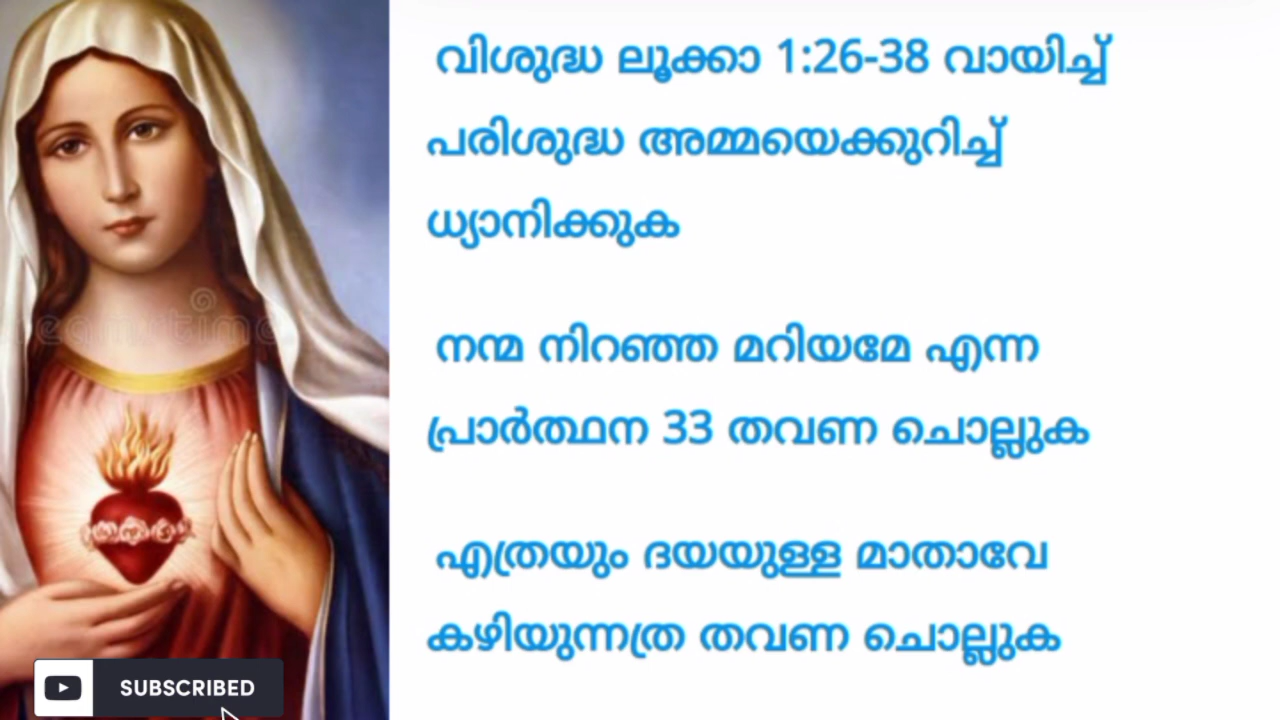 വിശുദ്ധ ലൂക്കാ 1:26-38 വായിച്ച്
പരിശുദ്ധ അമ്മയെക്കുറിച്ച്
ധ്യാനിക്കുക
നന്മ നിറഞ്ഞ മറിയമേ എന്ന
പ്രാർത്ഥന 33 തവണ ചൊല്ലുക
എത്രയും ദയയുള്ള മാതാവേ
കഴിയുന്നത്ര തവണ ചൊല്ലുക
dreamstime
SUBSCRIBED